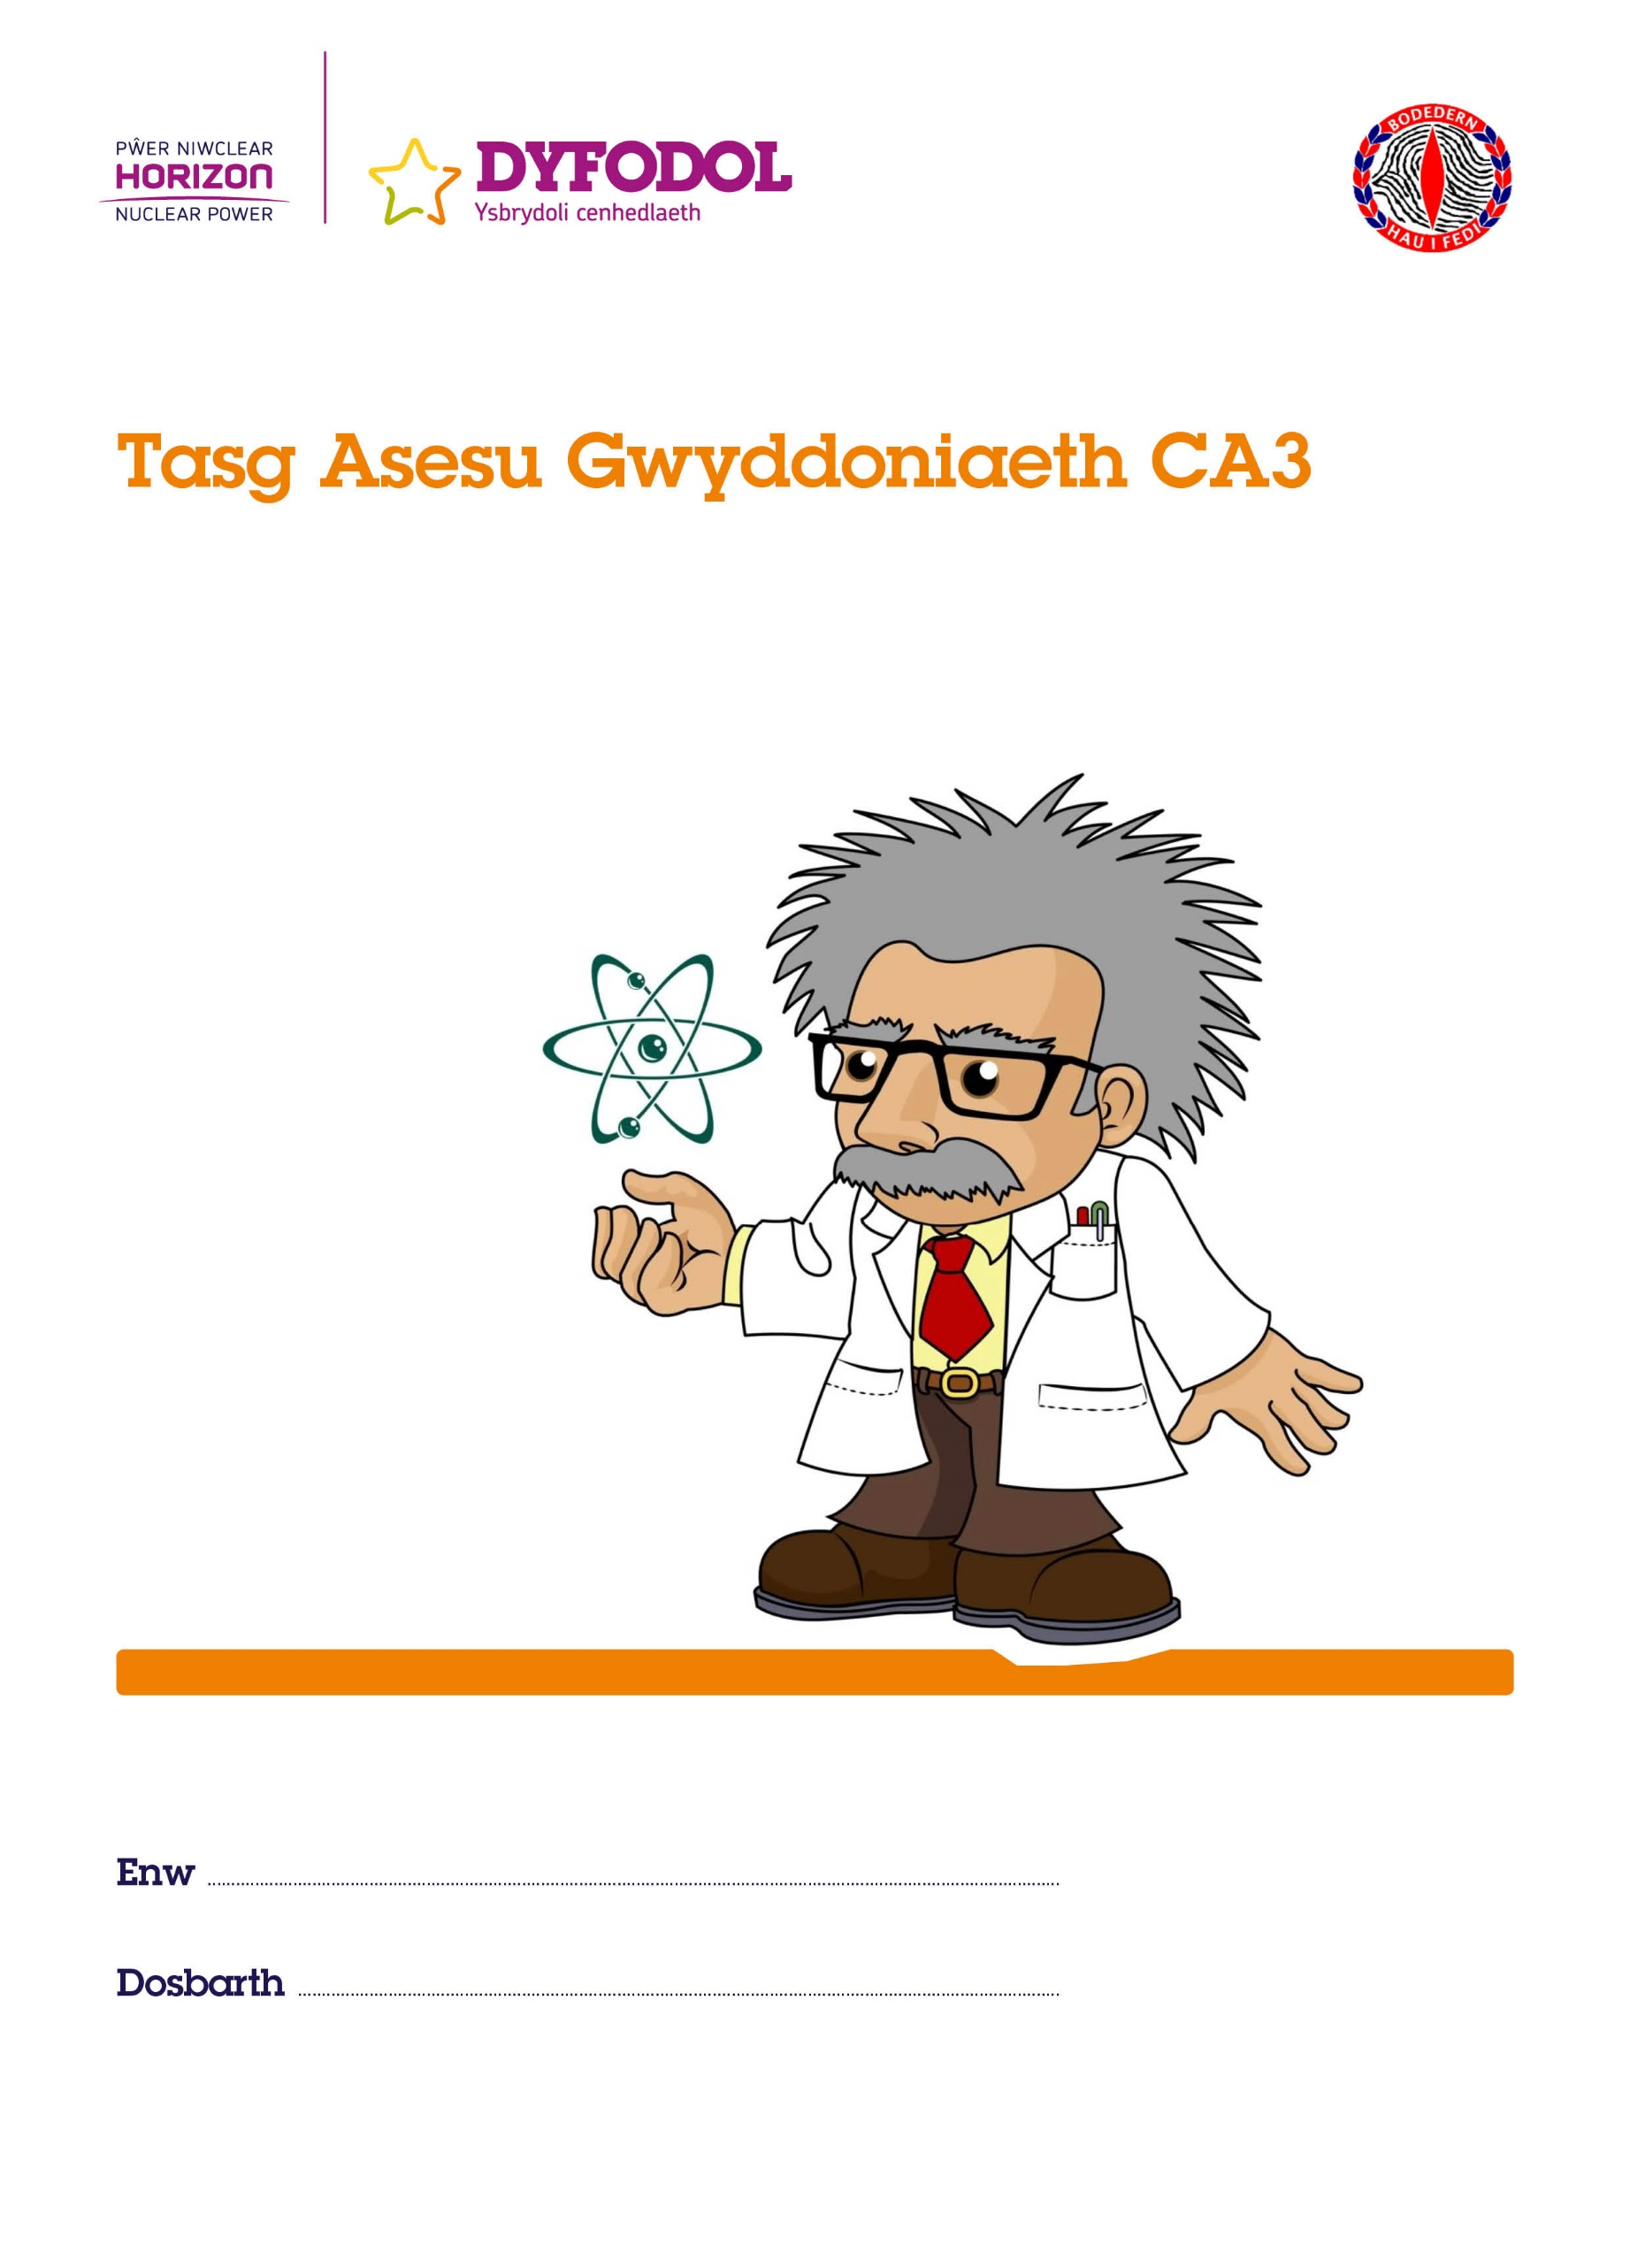 PŴER NIWCLEAR
HORIZON
NUCLEAR POWER
DYFODOL
Ysbrydoli cenhedlaeth
BODEDERN
HAU I FEDI
Tasg Asesu Gwyddoniaeth CA3
Enw
Dosbarth